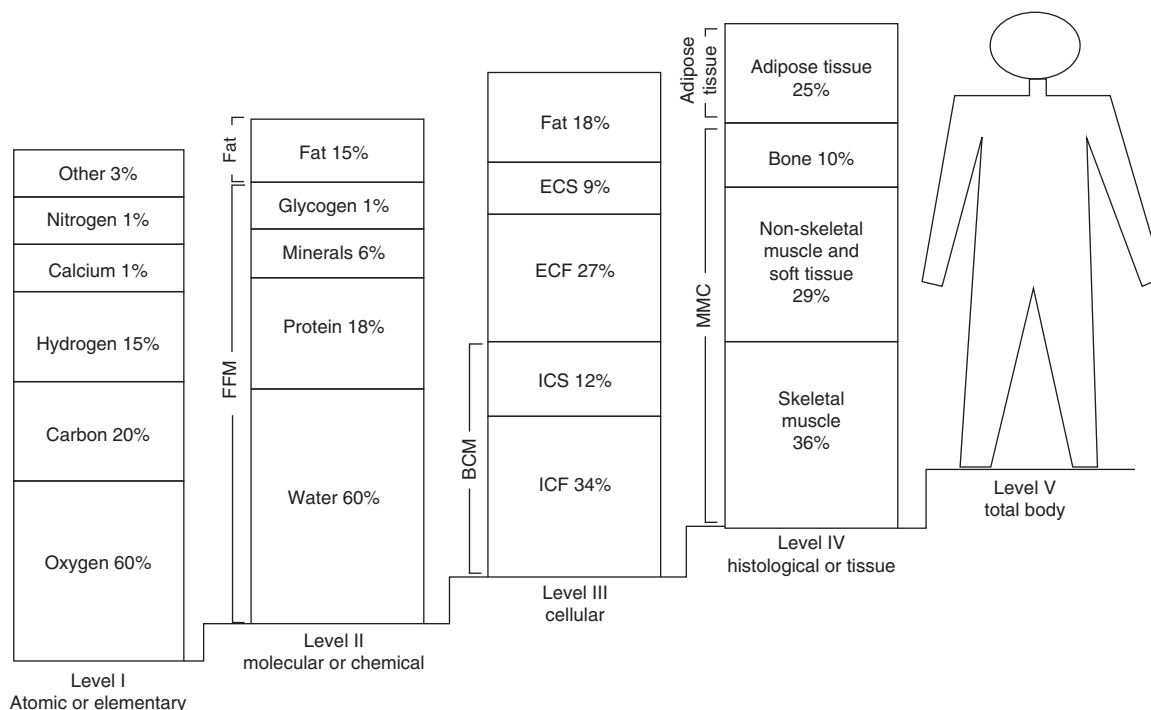 Other 3%
Nitrogen 1%
Calcium 1%
Hydrogen 15%
Carbon 20%
Oxygen 60%
Level I
Atomic or elementary
Fat
FFM
Fat 15%
Glycogen 1%
Minerals 6%
Protein 18%
Water 60%
Level II
molecular or chemical
BCM
Fat 18%
ECS 9%
ECF 27%
ICS 12%
ICF 34%
Level III
cellular
Adipose
tissue
MMC
Adipose tissue
25%
Bone 10%
Non-skeletal
muscle and
soft tissue
29%
Skeletal
muscle
36%
Level IV
histological or tissue
Level V
total body